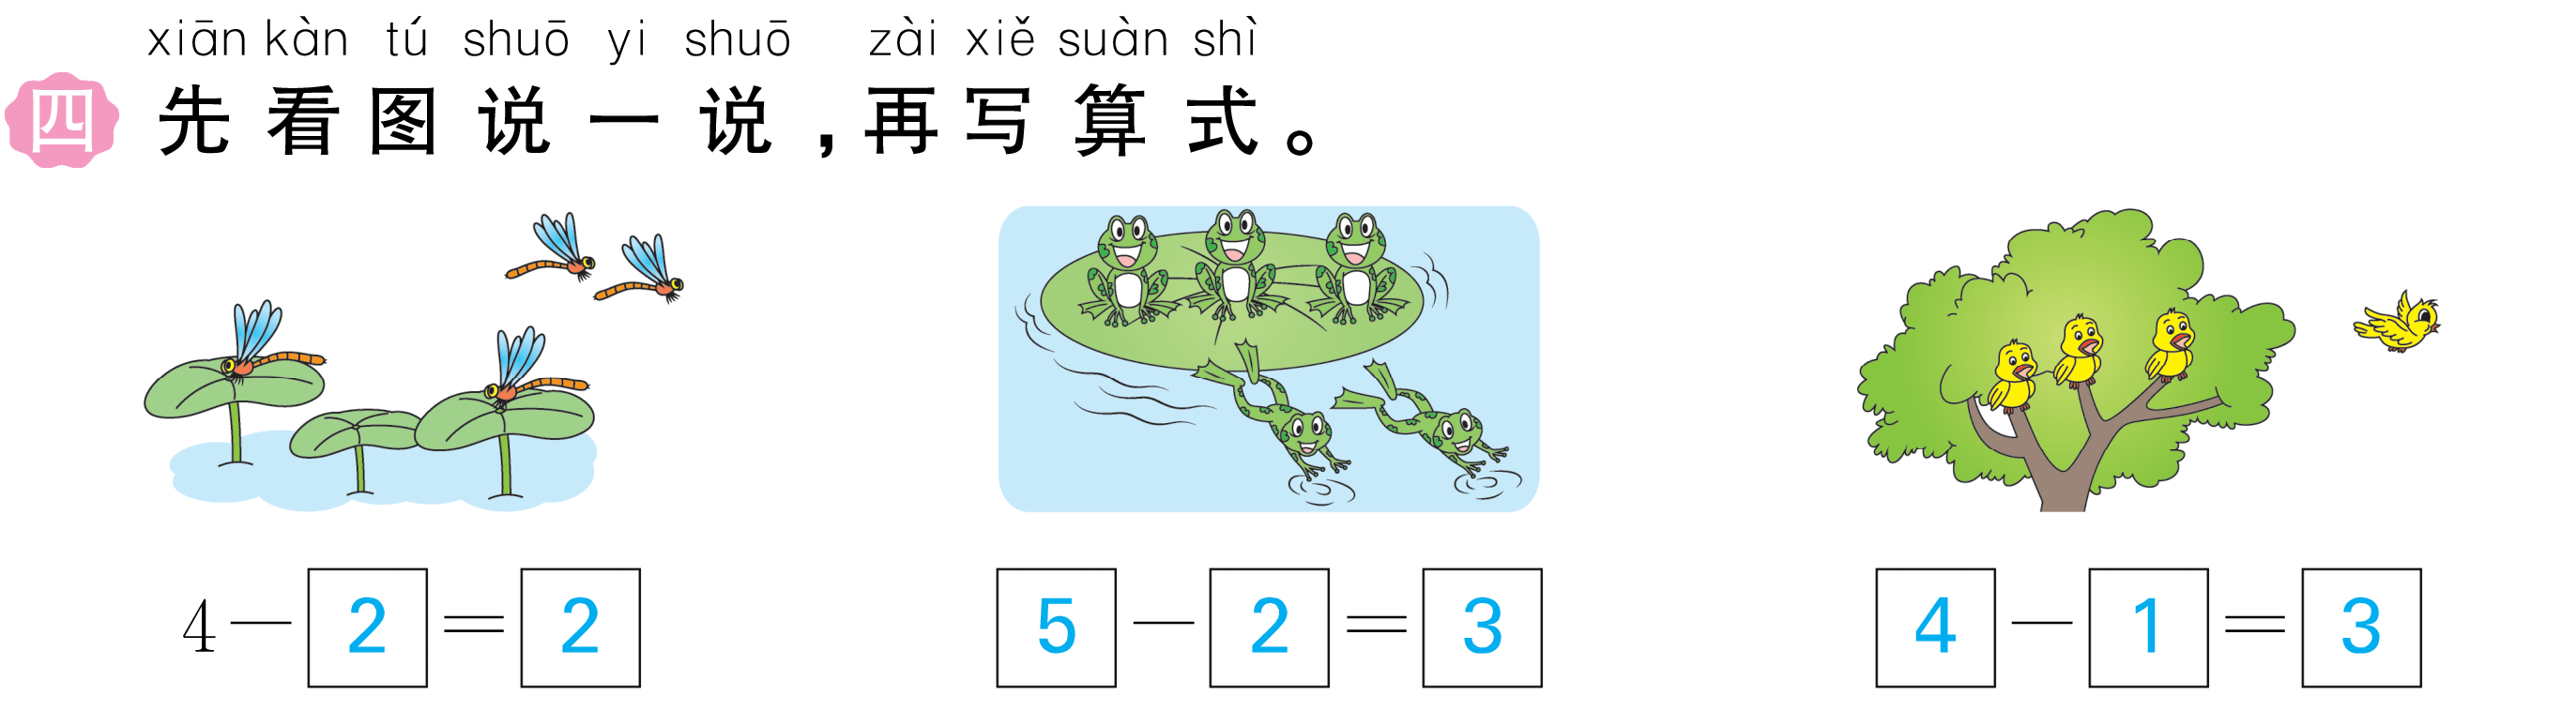 xiān kàn tú shuō yi shuō zài xiě suàn shì
四 先看图说一说,再写算式。
4-2=2 5-2=3 4-1=3